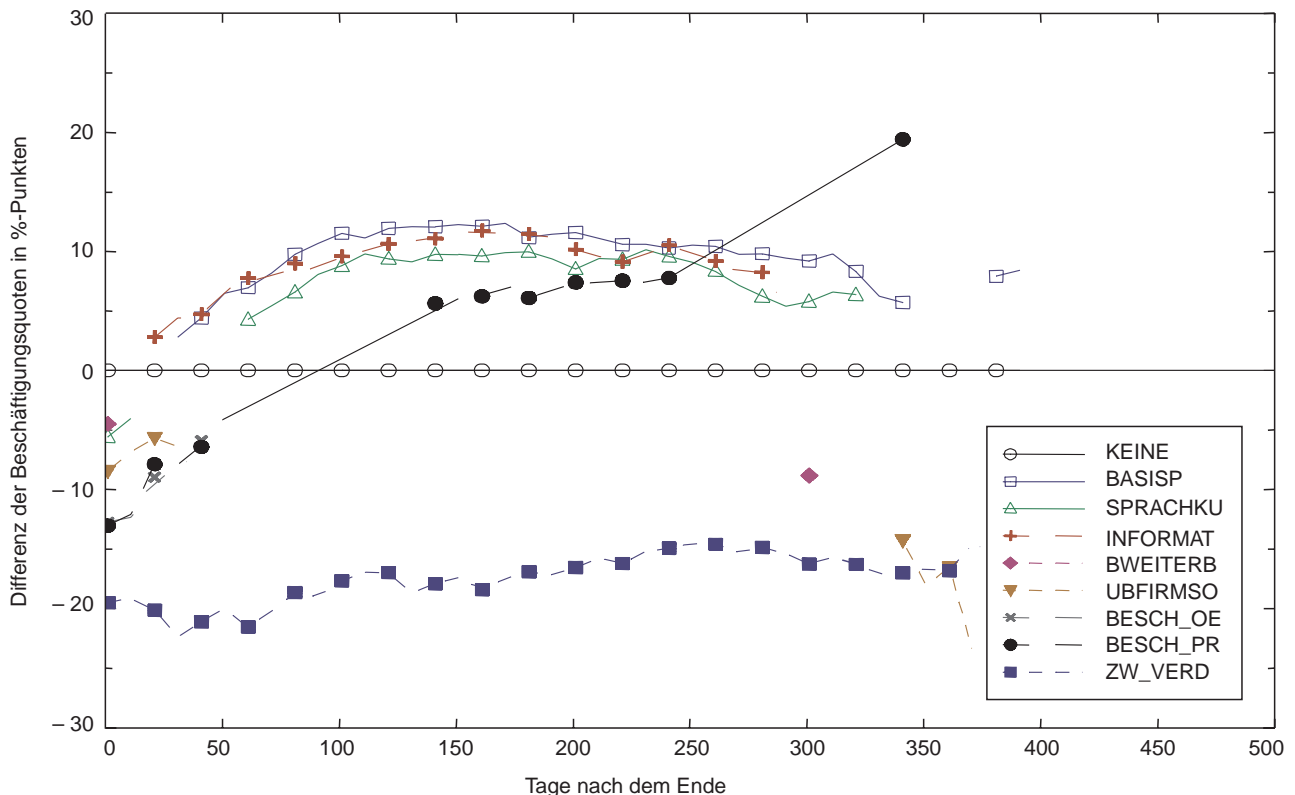 Differenz der Beschäftigungsquoten in %-Punkten
30
20
10
0
– 10
– 20
– 30
0
50
100
150
200
250
300
350
400
450
500
Tage nach dem Ende
KEINE
BASISP
SPRACHKU
INFORMAT
BWEITERB
UBFIRMSO
BESCH_OE
BESCH_PR
ZW_VERD